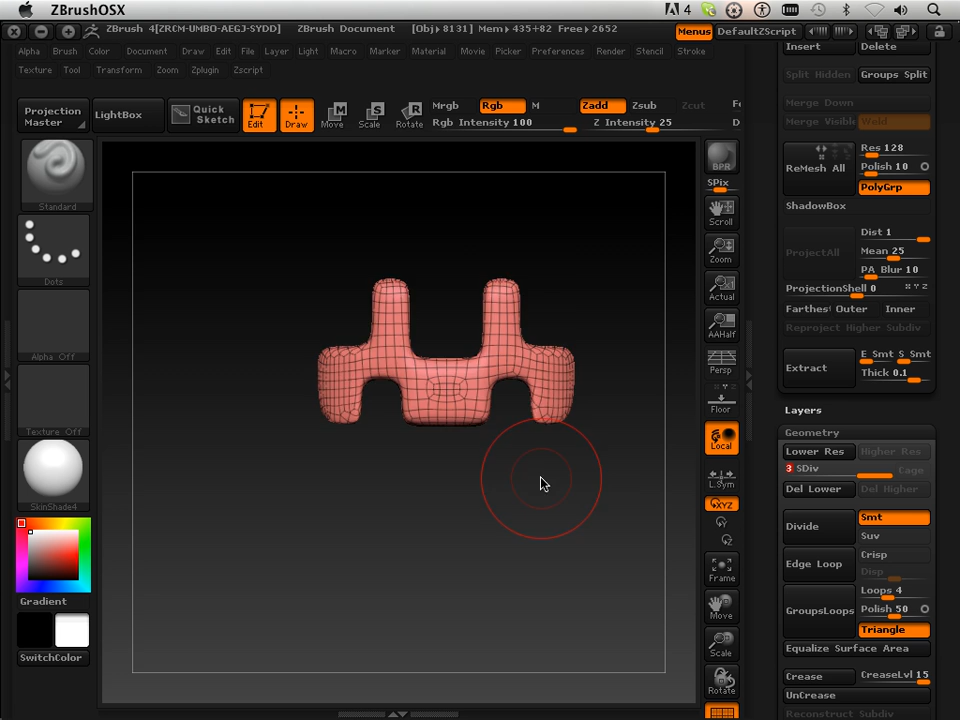 ZBrushOSX 4
ZBrush 4[ZRCM-UMBO-AEGJ-SYDD] ZBrush Document [Obj▸8131] Mem▸435+82 Free▸2652 Menus DefaultZScript
Alpha Brush Color Document Draw Edit File Layer Light Macro Marker Material Movie Picker Preferences Render Stencil Stroke
Texture Tool Transform Zoom Zplugin Zscript
Projection Master
LightBox
Quick Sketch
Edit Draw Move Scale Rotate
Mrgb Rgb M Zadd Zsub Zcut
Rgb Intensity 100 Z Intensity 25 D
Standard
Dots
Alpha Off
Texture Off
SkinShade4
Gradient
SwitchColor
BPR
SPix
Scroll
Zoom
Actual
AAHalf
Persp
Floor
Local
L.Sym
XYZ
Y
Z
Frame
Move
Scale
Rotate
Insert Delete
Split Hidden Groups Split
Merge Down
Merge Visible Weld
ReMesh All
Res 128
Polish 10
PolyGrp
ShadowBox
ProjectAll
Dist 1
Mean 25
PA Blur 10
ProjectionShell 0
Farthest Outer Inner
Reproject Higher Subdiv
Extract
E Smt S Smt
Thick 0.1
Layers
Geometry
Lower Res Higher Res
3 SDiv Cage
Del Lower Del Higher
Divide
Smt
Suv
Edge Loop
Crisp
Disp
GroupsLoops
Loops 4
Polish 50
Triangle
Equalize Surface Area
Crease CreaseLvl 15
UnCrease
Reconstruct Subdiv